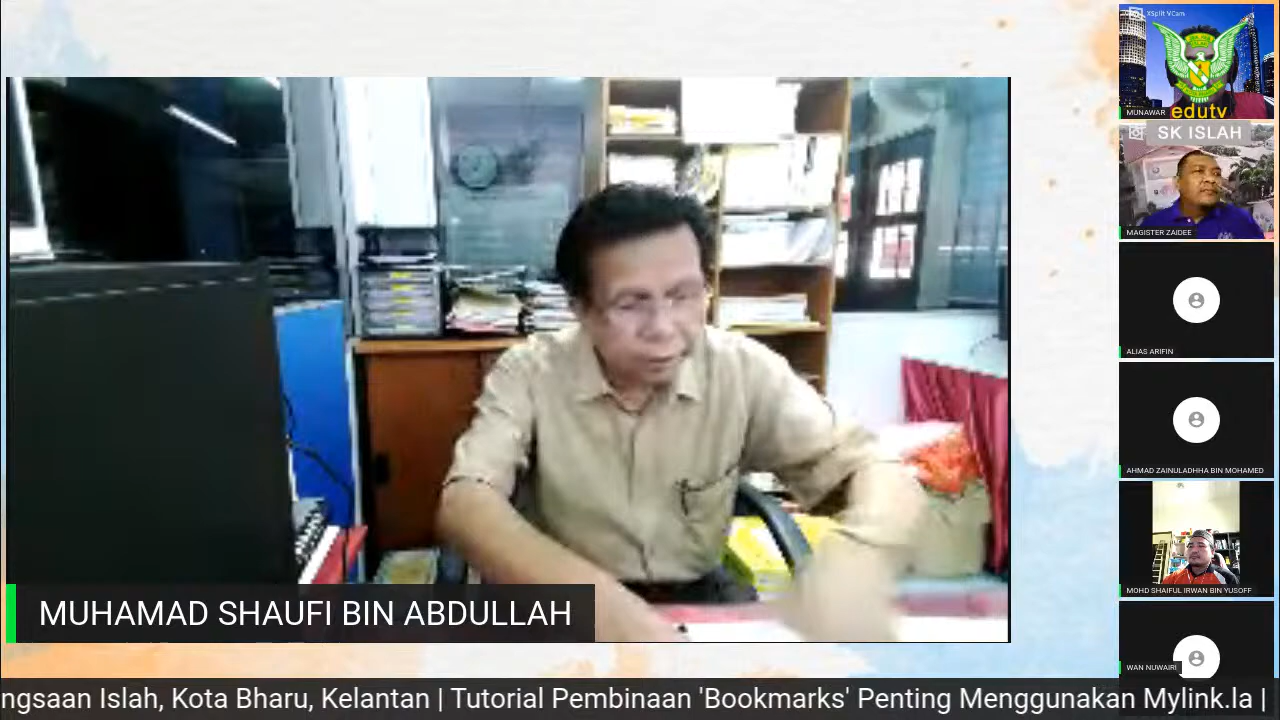 XSplit VCam
edutv
MUNAWAR
SK ISLAH
MAGISTER ZAIDEE
ALIAS ARIFIN
AHMAD ZAINULADHHA BIN MOHAMED
MOHD SHAIFUL IRWAN BIN YUSOFF
WAN NUWAIRI
MUHAMAD SHAUFI BIN ABDULLAH
ngsaan Islah, Kota Bharu, Kelantan | Tutorial Pembinaan 'Bookmarks' Penting Menggunakan Mylink.la |